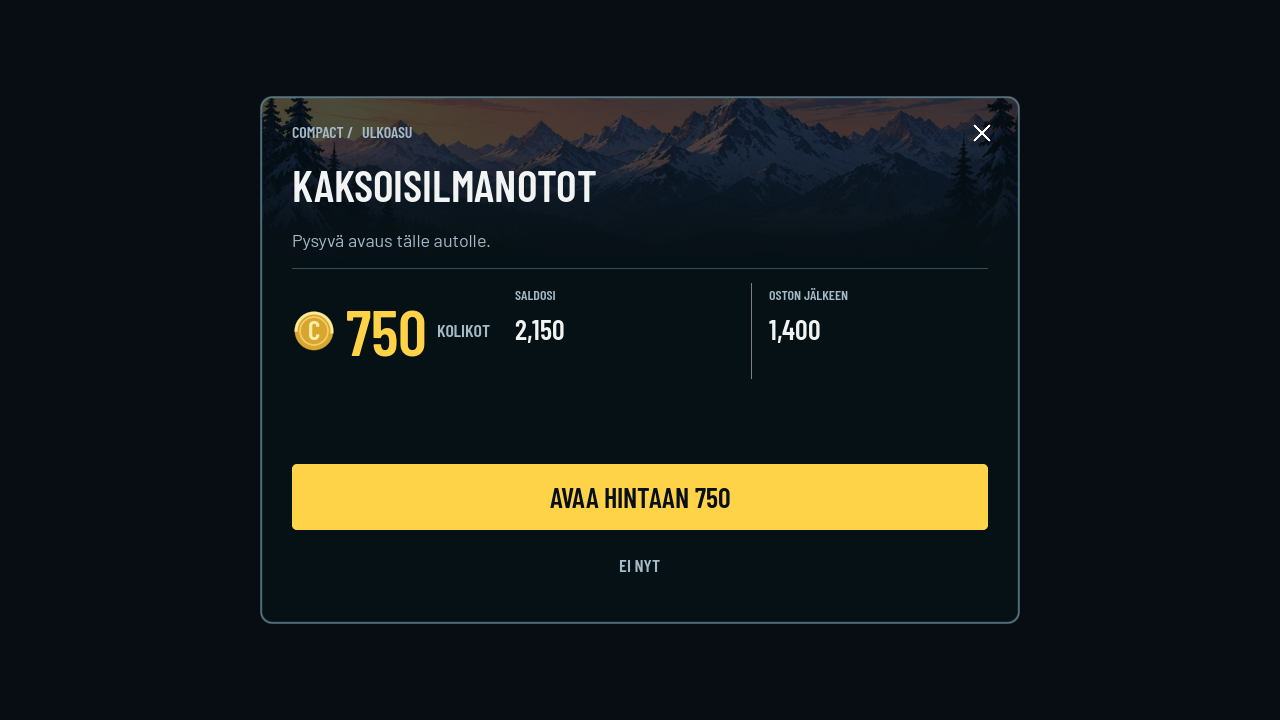 COMPACT / ULKOASU
KAKSOISILMANOTOT
Pysyvä avaus tälle autolle.
C 750 KOLIKOT
SALDOSI
2,150
OSTON JÄLKEEN
1,400
AVAA HINTAAN 750
EI NYT